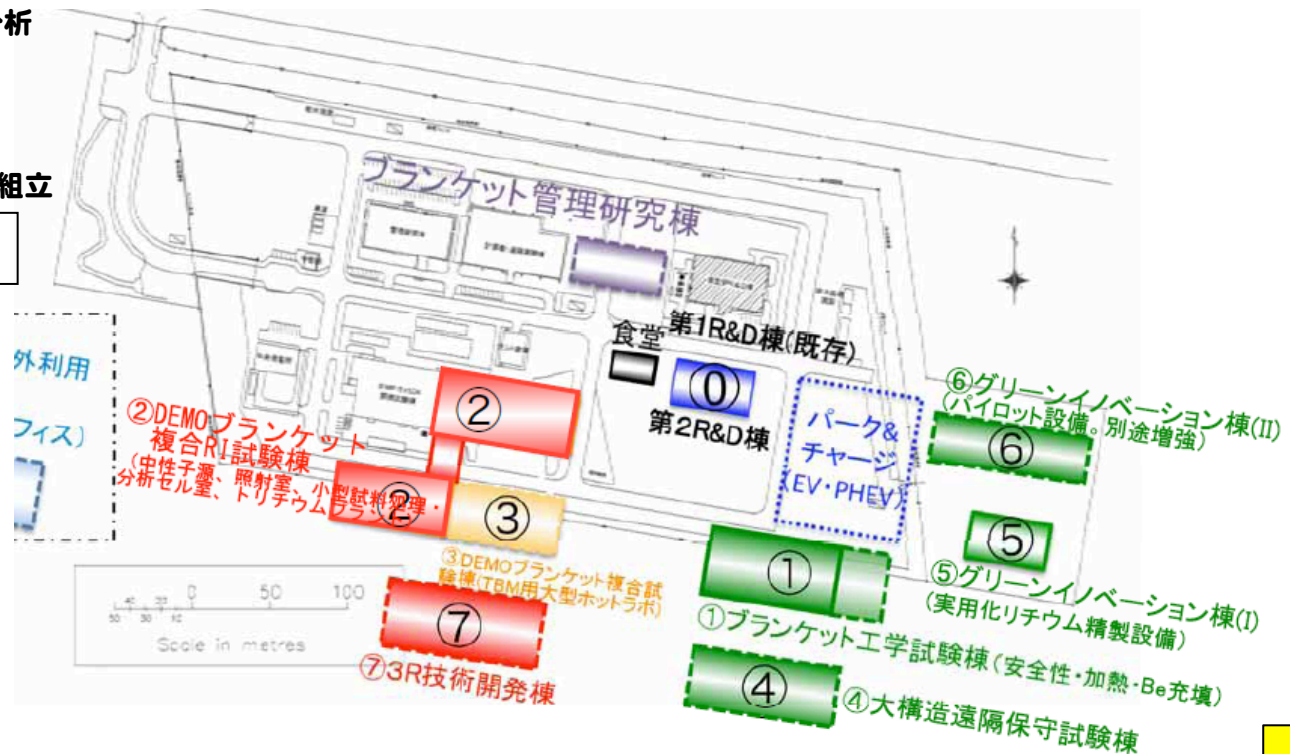 析
組立
外利用
フィス)
ブランケット管理研究棟
食堂
第1R&D棟(既存)
⓪
第2R&D棟
パーク&
チャージ
(EV・PHEV)
⑥グリーンイノベーション棟(II)
(パイロット設備。別途増強)
⑥
⑤
⑤グリーンイノベーション棟(I)
(実用化リチウム精製設備)
②
②DEMOブランケット
複合RI試験棟
(中性子源、照射室、小型試料処理・
分析セル室、トリチウムプラント)
②
③
③DEMOブランケット複合試
験棟(TBM用大型ホットラボ)
①
①ブランケット工学試験棟(安全性・加熱・Be充填)
⑦
⑦3R技術開発棟
④
④大構造遠隔保守試験棟
0 50 100
Scale in metres